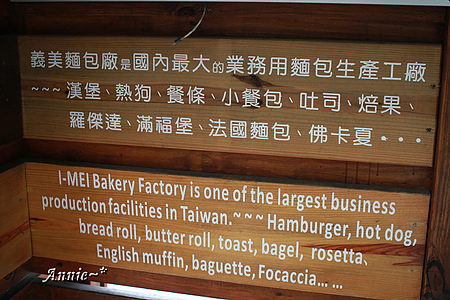 義美麵包廠是國內最大的業務用麵包生產工廠
~~~漢堡、熱狗、餐條、小餐包、吐司、焙果、
羅傑達、滿福堡、法國麵包、佛卡夏···
I-MEI Bakery Factory is one of the largest business
production facilities in Taiwan.~~~Hamburger, hot dog,
bread roll, butter roll, toast, bagel, rosetta、
English muffin, baguette, Focaccia... ...
Annie~*